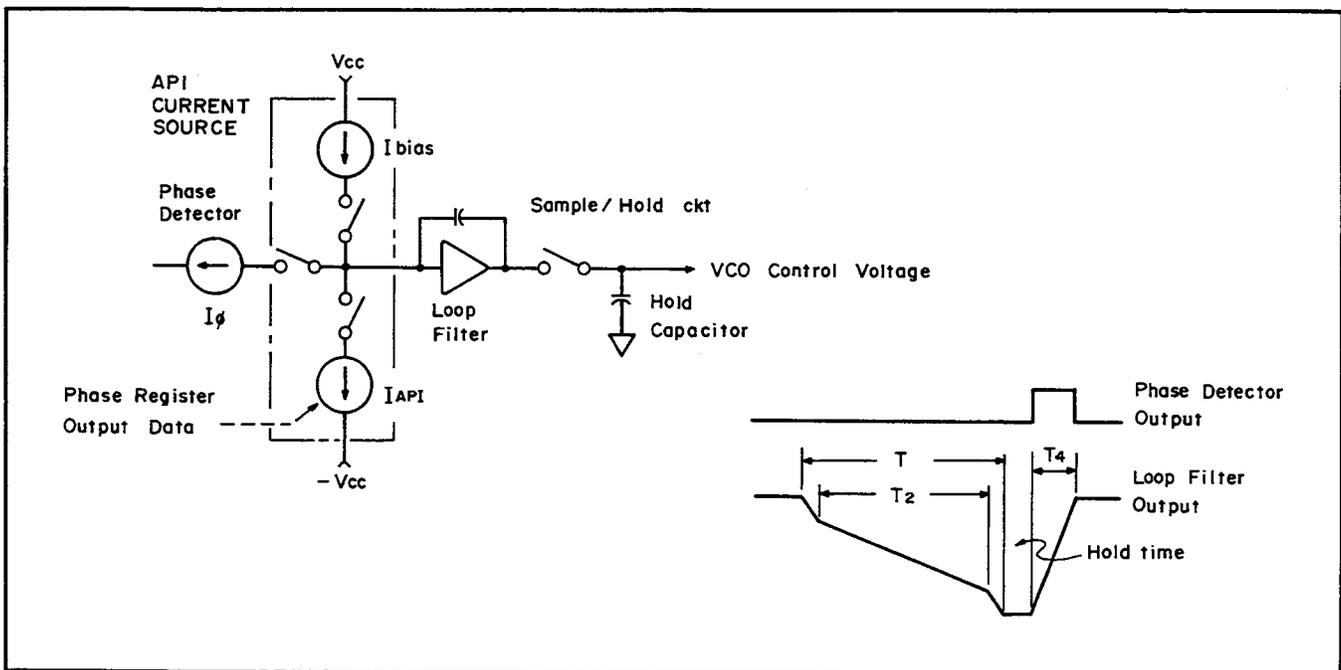 Vcc
API
CURRENT
SOURCE
I bias
Phase
Detector
Iφ
Sample/Hold ckt
VCO Control Voltage
Loop
Filter
Hold
Capacitor
Phase Register
Output Data
IAPI
-Vcc
Phase Detector
Output
T
T4
T2
Loop Filter
Output
Hold time